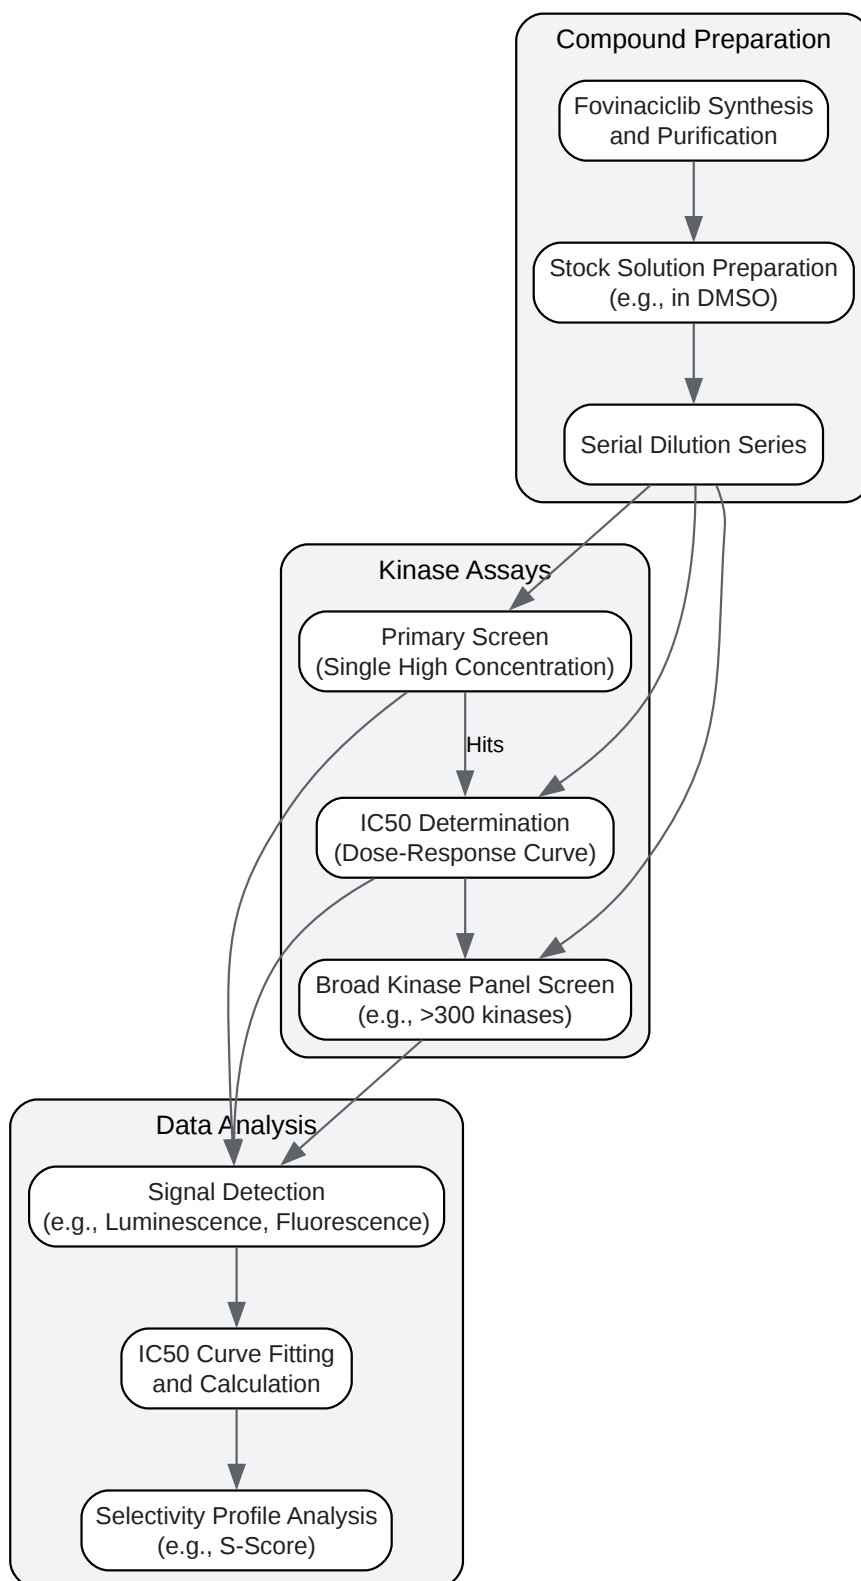 Compound Preparation
Fovinaciclib Synthesis
and Purification
Stock Solution Preparation
(e.g., in DMSO)
Serial Dilution Series
Kinase Assays
Primary Screen
(Single High Concentration)
Hits
IC50 Determination
(Dose-Response Curve)
Broad Kinase Panel Screen
(e.g., >300 kinases)
Data Analysis
Signal Detection
(e.g., Luminescence, Fluorescence)
IC50 Curve Fitting
and Calculation
Selectivity Profile Analysis
(e.g., S-Score)